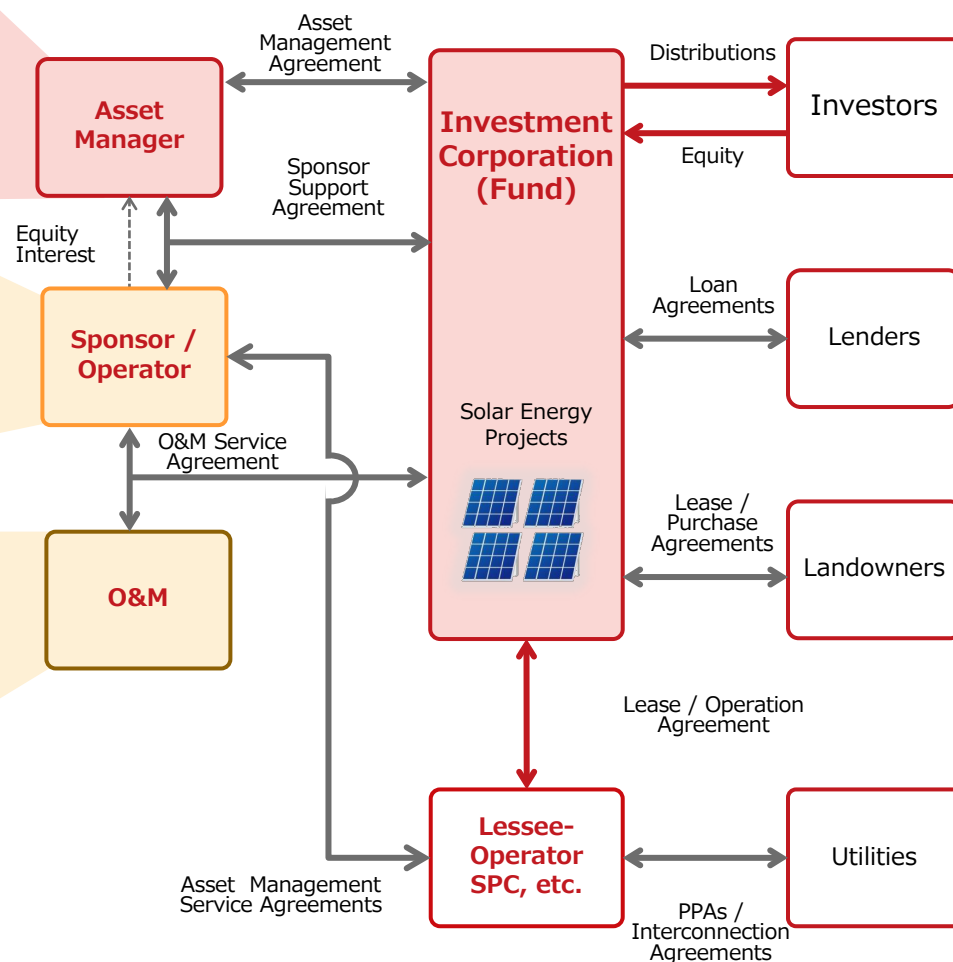 Asset
Management
Agreement
Distributions
Investors
Asset
Manager
Investment
Corporation
(Fund)
Equity
Sponsor
Support
Agreement
Equity
Interest
Loan
Agreements
Lenders
Sponsor /
Operator
Solar Energy
Projects
O&M Service
Agreement
Lease /
Purchase
Agreements
Landowners
O&M
Lease / Operation
Agreement
Lessee-
Operator
SPC, etc.
Utilities
Asset Management
Service Agreements
PPAs /
Interconnection
Agreements